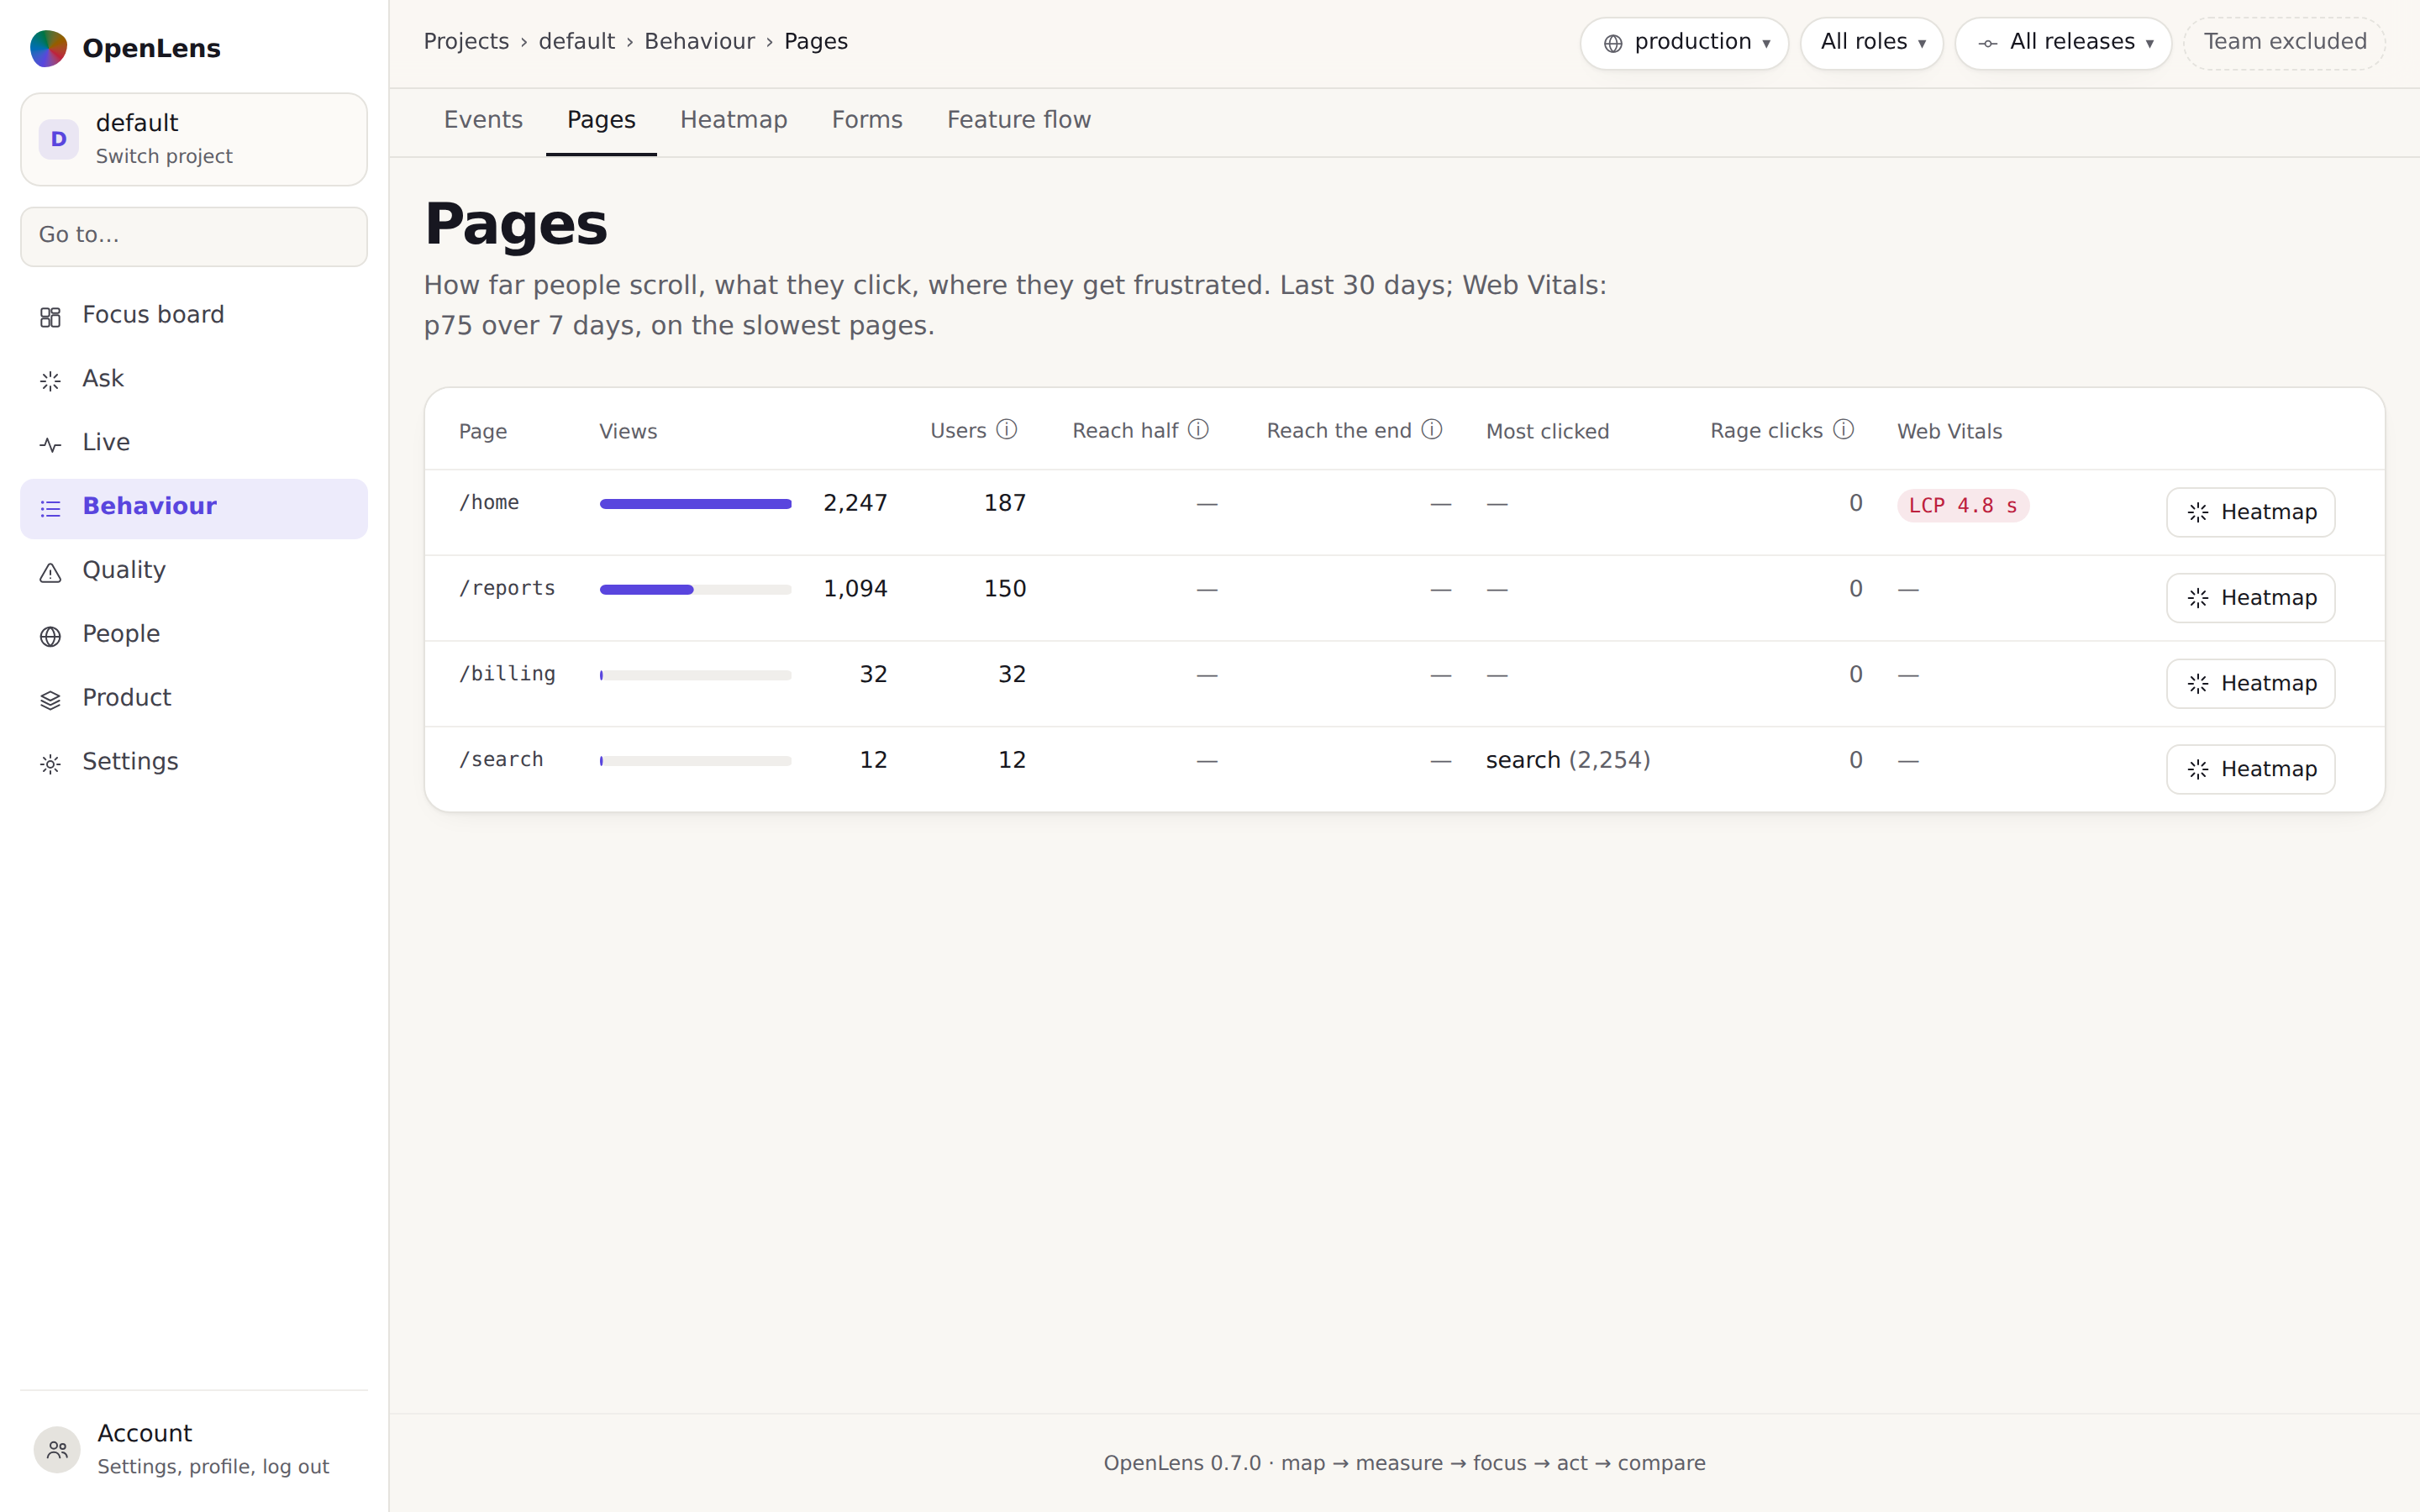 OpenLens
D
default
Switch project
Go to...
Focus board
Ask
Live
Behaviour
Quality
People
Product
Settings
Account
Settings, profile, log out
Projects › default › Behaviour › Pages
production ▾
All roles ▾
All releases ▾
Team excluded
Events Pages Heatmap Forms Feature flow
Pages
How far people scroll, what they click, where they get frustrated. Last 30 days; Web Vitals:
p75 over 7 days, on the slowest pages.
Page Views Users ⓘ Reach half ⓘ Reach the end ⓘ Most clicked Rage clicks ⓘ Web Vitals
/home 2,247 187 — — — 0 LCP 4.8 s Heatmap
/reports 1,094 150 — — — 0 — Heatmap
/billing 32 32 — — — 0 — Heatmap
/search 12 12 — — search (2,254) 0 — Heatmap
OpenLens 0.7.0 · map → measure → focus → act → compare